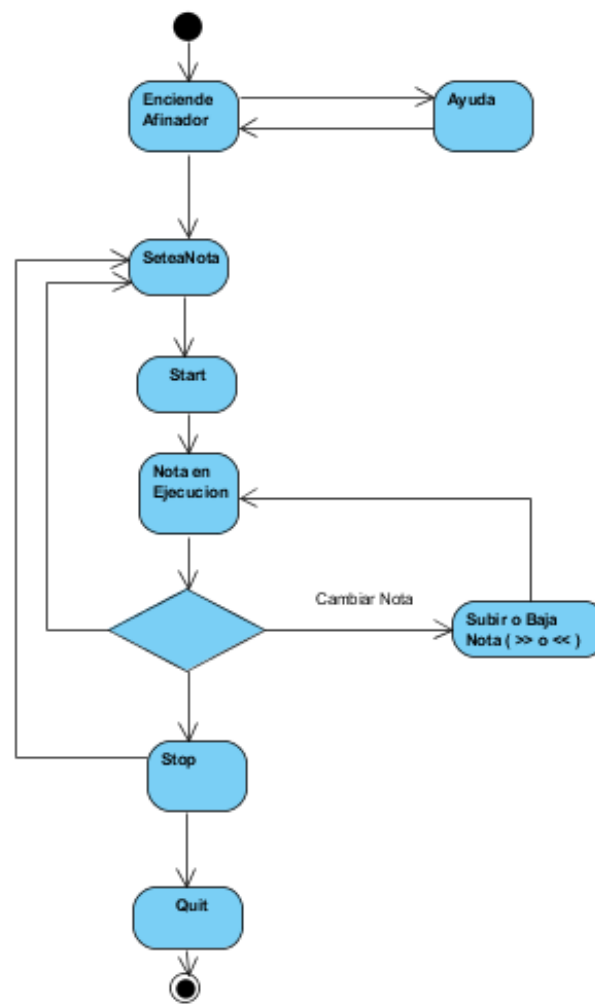 Enciende
Afinador
Ayuda
SeteaNota
Start
Nota en
Ejecucion
Cambiar Nota
Subir o Baja
Nota ( >> o << )
Stop
Quit